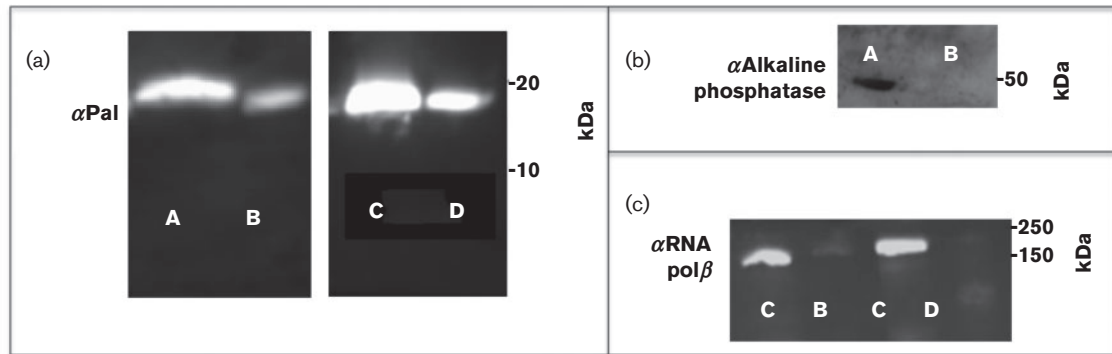 (a)
αPal
20
10
kDa
A B
C D
(b)
αAlkaline
phosphatase
A B
-50
kDa
(c)
αRNA
polβ
-250
-150
kDa
C B C D